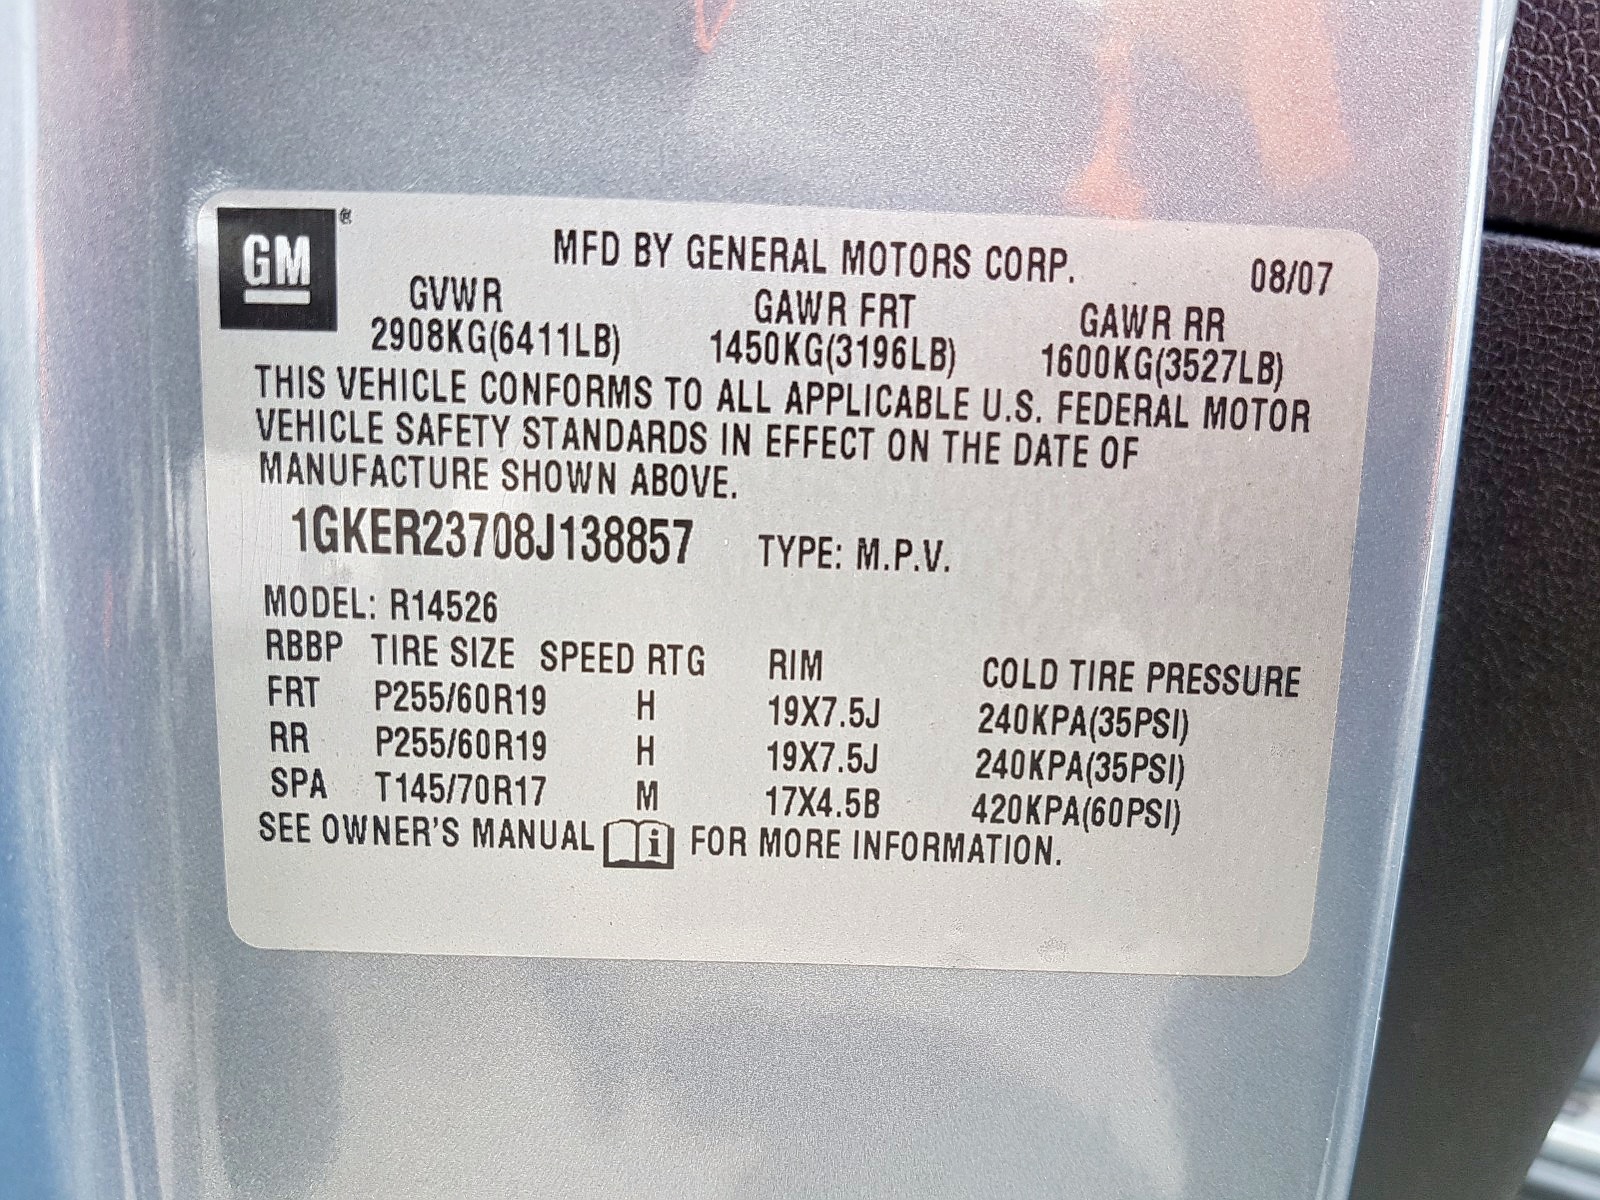 GM ®
MFD BY GENERAL MOTORS CORP. 08/07
GVWR GAWR FRT GAWR RR
2908KG(6411LB) 1450KG(3196LB) 1600KG(3527LB)
THIS VEHICLE CONFORMS TO ALL APPLICABLE U.S. FEDERAL MOTOR
VEHICLE SAFETY STANDARDS IN EFFECT ON THE DATE OF
MANUFACTURE SHOWN ABOVE.
1GKER23708J138857 TYPE: M.P.V.
MODEL: R14526
RBBP TIRE SIZE SPEED RTG RIM COLD TIRE PRESSURE
FRT P255/60R19 H 19X7.5J 240KPA(35PSI)
RR P255/60R19 H 19X7.5J 240KPA(35PSI)
SPA T145/70R17 M 17X4.5B 420KPA(60PSI)
SEE OWNER'S MANUAL i FOR MORE INFORMATION.